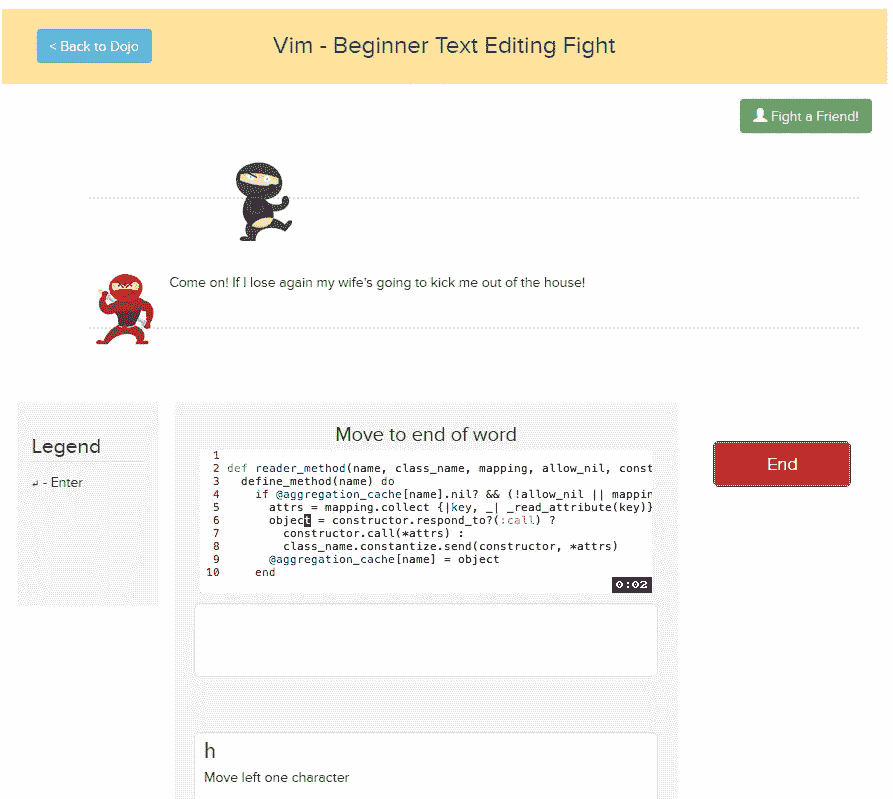 < Back to Dojo
Vim - Beginner Text Editing Fight
Fight a Friend!
Come on! If I lose again my wife's going to kick me out of the house!
Legend
↲ - Enter
Move to end of word
1
2 def reader_method(name, class_name, mapping, allow_nil, const
3   define_method(name) do
4     if @aggregation_cache[name].nil? && (!allow_nil || mappin
5       attrs = mapping.collect {|key, _| _read_attribute(key)}
6       object = constructor.respond_to?(:call) ?
7         constructor.call(*attrs) :
8         class_name.constantize.send(constructor, *attrs)
9       @aggregation_cache[name] = object
10     end
0:02
End
h
Move left one character